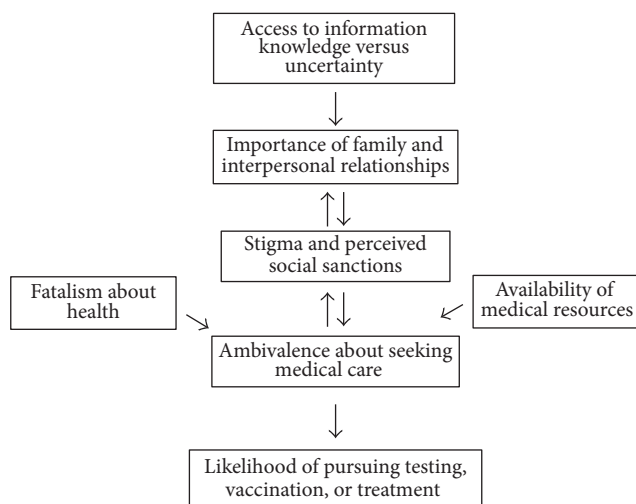 Access to information
knowledge versus
uncertainty
Importance of family and
interpersonal relationships
Stigma and perceived
social sanctions
Fatalism about
health
Availability of
medical resources
Ambivalence about seeking
medical care
Likelihood of pursuing testing,
vaccination, or treatment